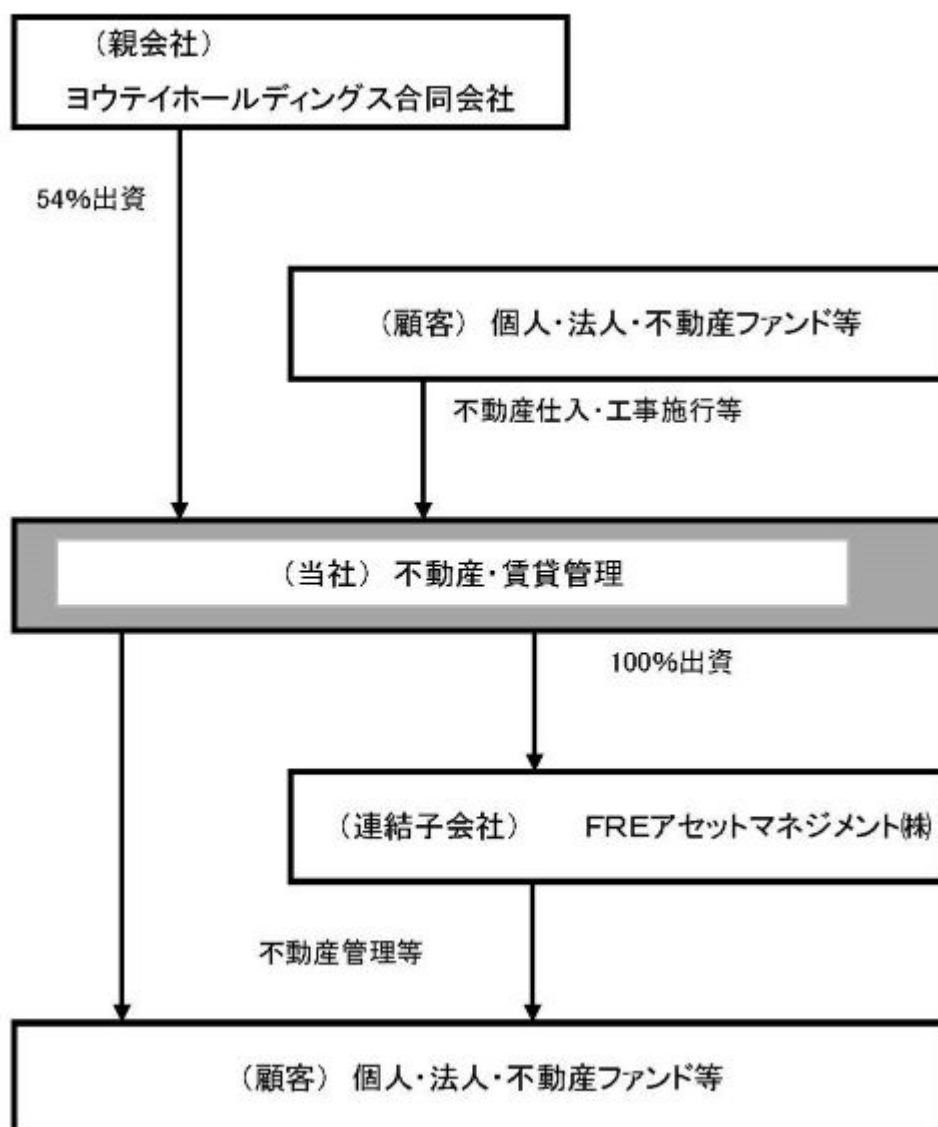 （親会社）
ヨウテイホールディングス合同会社
54%出資
（顧客） 個人・法人・不動産ファンド等
不動産仕入・工事施行等
（当社） 不動産・賃貸管理
100%出資
（連結子会社） FREアセットマネジメント㈱
不動産管理等
（顧客） 個人・法人・不動産ファンド等